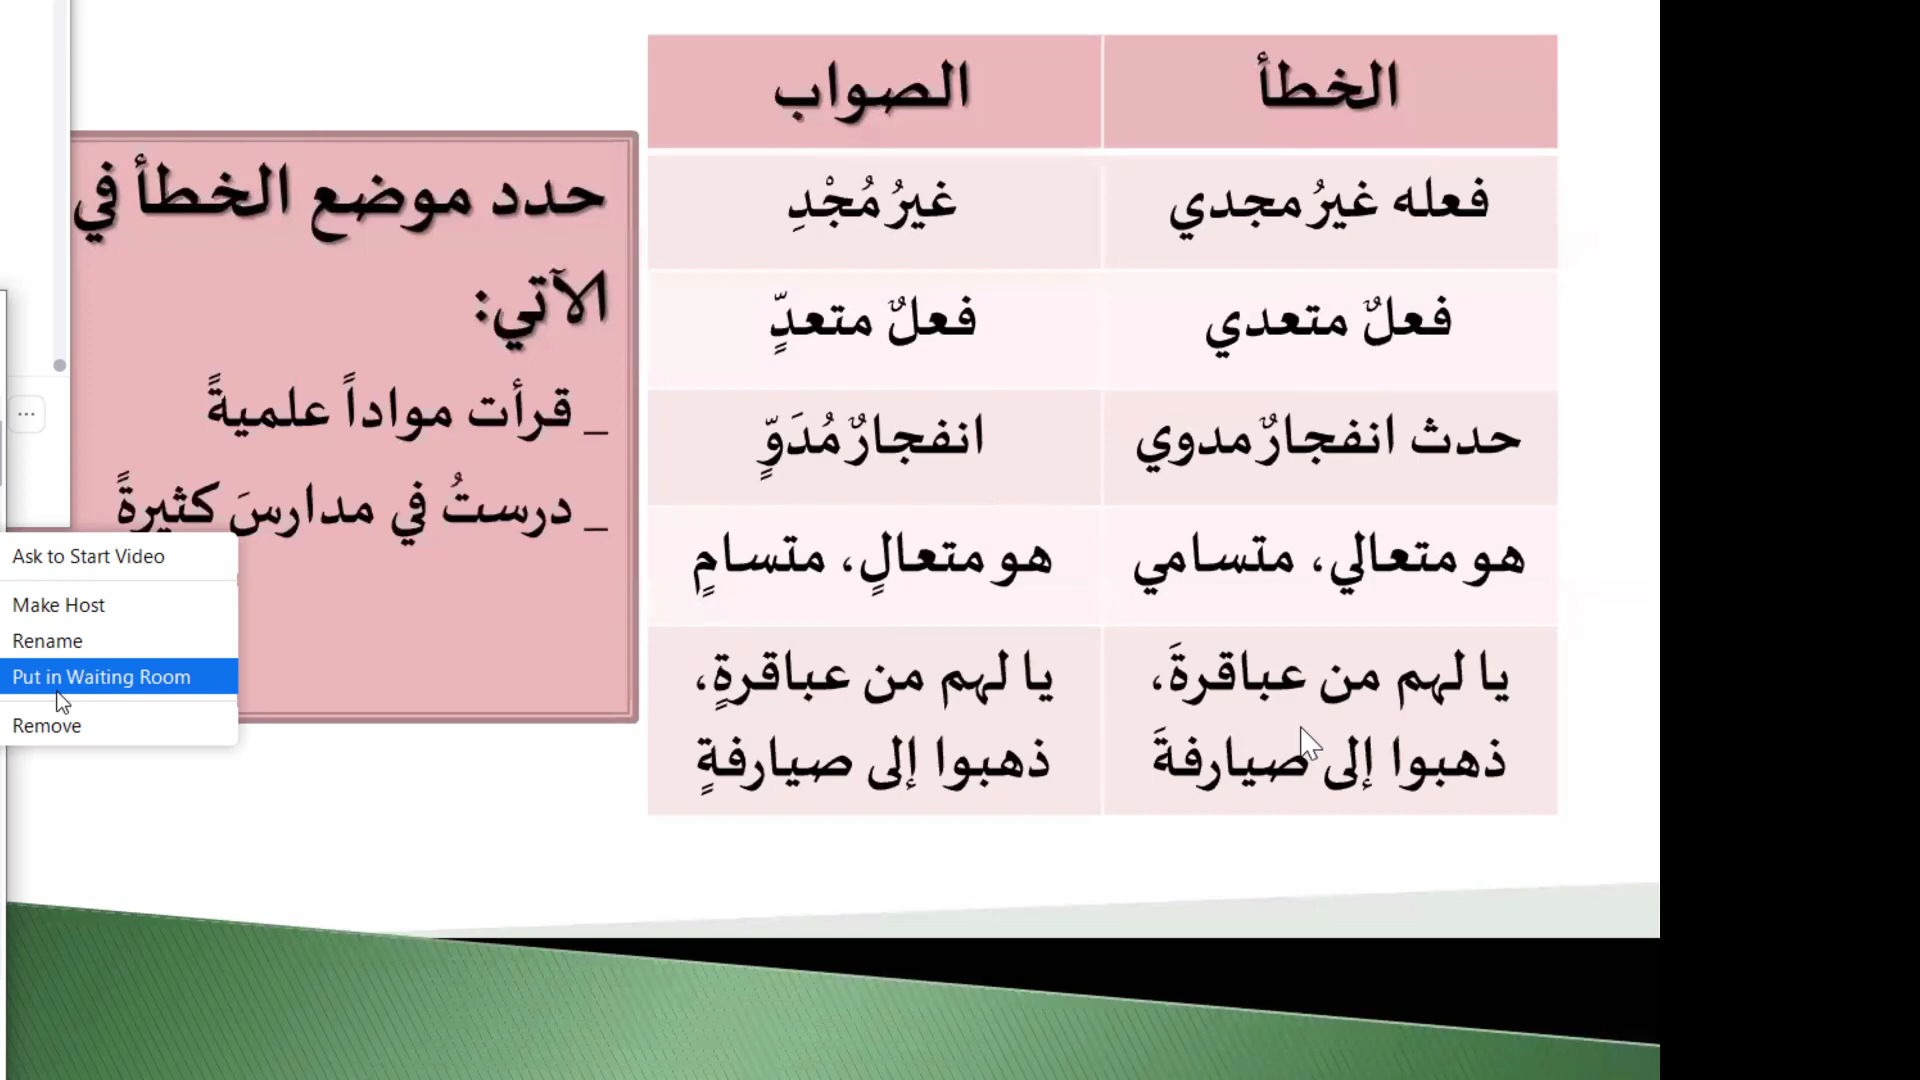 الخطأ
الصواب
فعله غيرُ مجدي
غيرُ مُجْدِ
فعلٌ متعدي
فعلٌ متعدٍّ
حدث انفجارٌ مدوي
انفجارٌ مُدَوٍّ
هو متعالي، متسامي
هو متعالٍ، متسامٍ
يا لهم من عباقرةَ،
ذهبوا إلى صيارفةَ
يا لهم من عباقرةٍ،
ذهبوا إلى صيارفةٍ
حدد موضع الخطأ في
الآتي:
_ قرأت مواداً علميةً
_ درستُ في مدارسَ كثيرةً
Ask to Start Video
Make Host
Rename
Put in Waiting Room
Remove